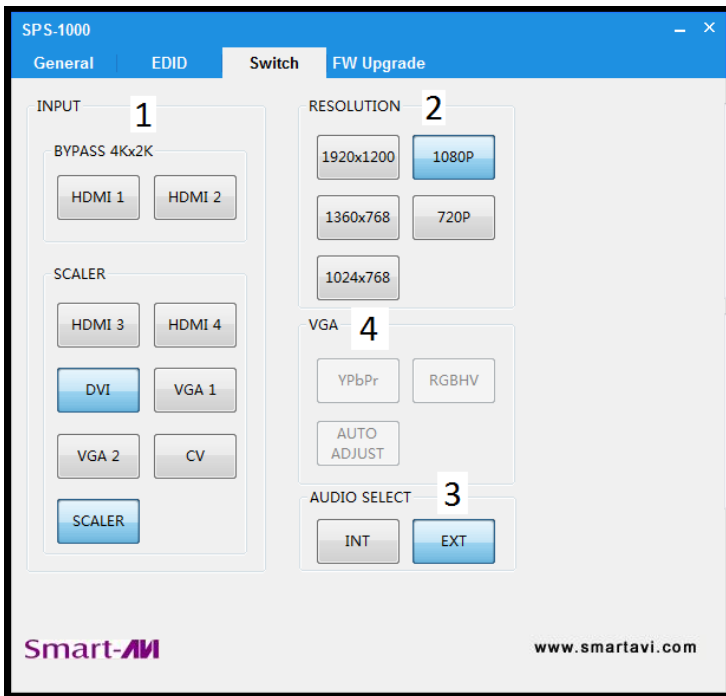 SPS-1000
General EDID Switch FW Upgrade
INPUT 1
BYPASS 4Kx2K
HDMI 1 HDMI 2
SCALER
HDMI 3 HDMI 4
DVI VGA 1
VGA 2 CV
SCALER
RESOLUTION 2
1920x1200 1080P
1360x768 720P
1024x768
VGA 4
YPbPr RGBHV
AUTO
ADJUST
AUDIO SELECT 3
INT EXT
Smart-AVI
www.smartavi.com